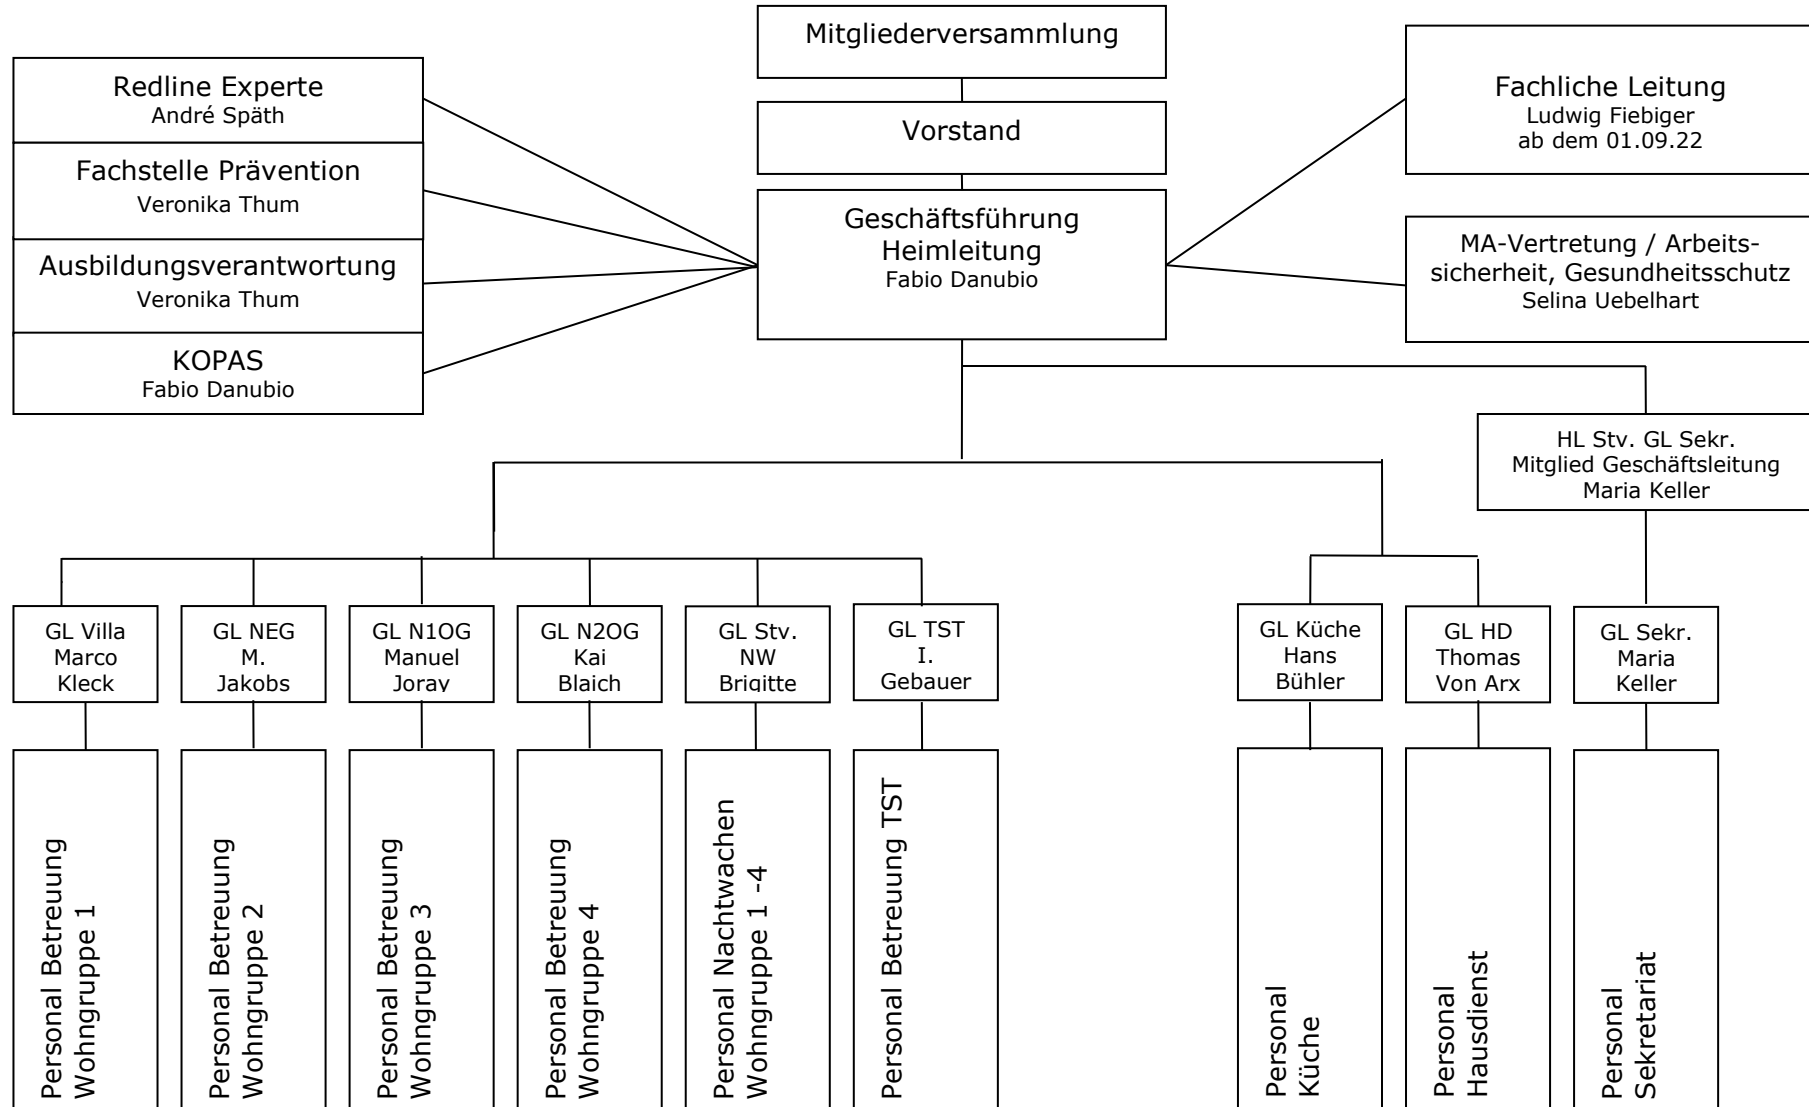 Mitgliederversammlung
Vorstand
Geschäftsführung
Heimleitung
Fabio Danubio
Redline Experte
André Späth
Fachstelle Prävention
Veronika Thum
Ausbildungsverantwortung
Veronika Thum
KOPAS
Fabio Danubio
Fachliche Leitung
Ludwig Fiebiger
ab dem 01.09.22
MA-Vertretung / Arbeits-
sicherheit, Gesundheitsschutz
Selina Uebelhart
HL Stv. GL Sekr.
Mitglied Geschäftsleitung
Maria Keller
GL Villa
Marco
Kleck
GL NEG
M.
Jakobs
GL N1OG
Manuel
Joray
GL N2OG
Kai
Blaich
GL Stv.
NW
Brigitte
GL TST
I.
Gebauer
GL Küche
Hans
Bühler
GL HD
Thomas
Von Arx
GL Sekr.
Maria
Keller
Personal Betreuung
Wohngruppe 1
Personal Betreuung
Wohngruppe 2
Personal Betreuung
Wohngruppe 3
Personal Betreuung
Wohngruppe 4
Personal Nachtwachen
Wohngruppe 1 -4
Personal Betreuung TST
Personal
Küche
Personal
Hausdienst
Personal
Sekretariat